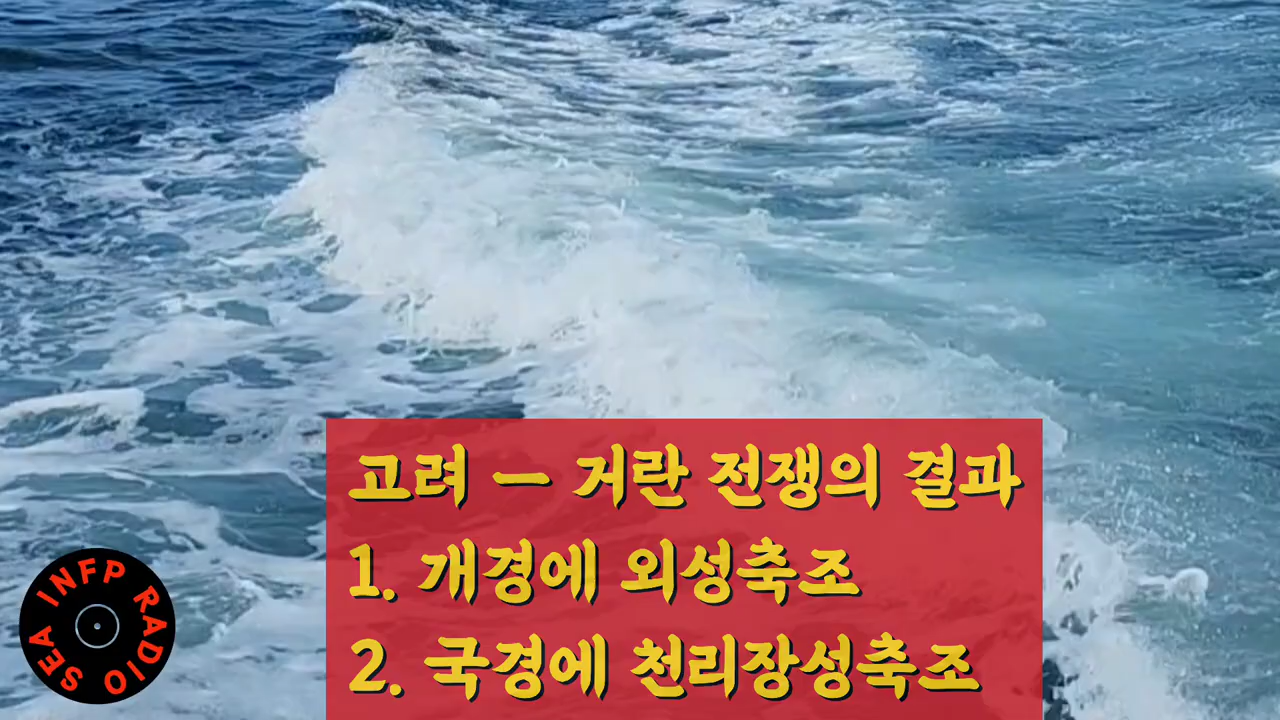 고려 – 거란 전쟁의 결과
1. 개경에 외성축조
2. 국경에 천리장성축조
SEA INFP RADIO